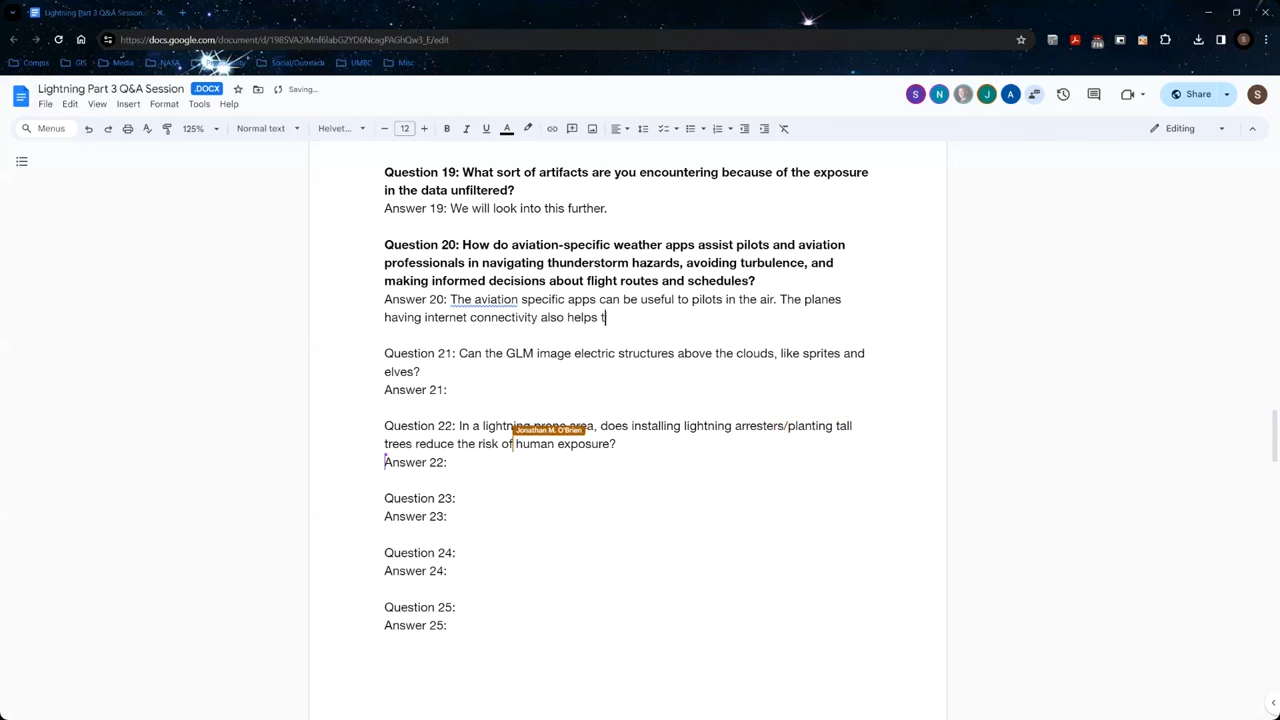 Lightning Part 3 Q&A Session
https://docs.google.com/document/d/198SVA2iMnf6labG2YD6NcagPAGhQw3_E/edit
716
S
Comps
GIS
Media
NASA
Social/Outreach
UMBC
Misc
Lightning Part 3 Q&A Session .DOCX Saving...
File Edit View Insert Format Tools Help
S N J A
Share
S
Menus
125%
Normal text
Helvet...
12
B I U A
Editing
Question 19: What sort of artifacts are you encountering because of the exposure
in the data unfiltered?
Answer 19: We will look into this further.
Question 20: How do aviation-specific weather apps assist pilots and aviation
professionals in navigating thunderstorm hazards, avoiding turbulence, and
making informed decisions about flight routes and schedules?
Answer 20: The aviation specific apps can be useful to pilots in the air. The planes
having internet connectivity also helps t
Question 21: Can the GLM image electric structures above the clouds, like sprites and
elves?
Answer 21:
Question 22: In a lightning prone area, does installing lightning arresters/planting tall
Jonathan M. O'Brien
trees reduce the risk of human exposure?
Answer 22:
Question 23:
Answer 23:
Question 24:
Answer 24:
Question 25:
Answer 25: